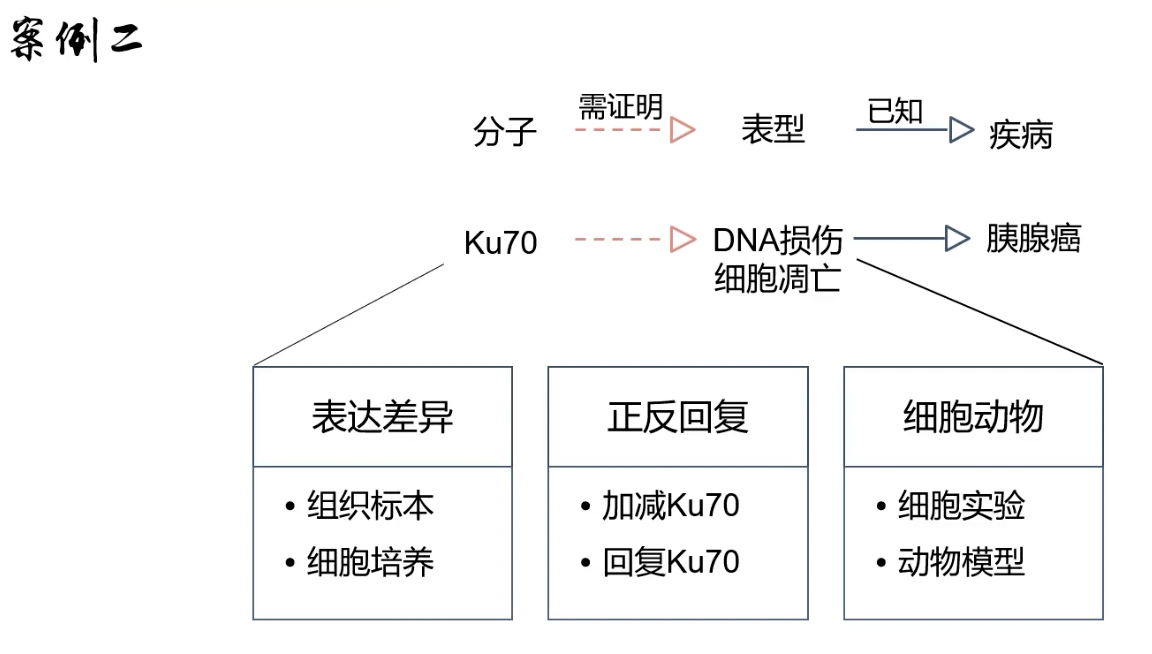 案例二
需证明
已知
分子
表型
疾病
Ku70
DNA损伤
细胞凋亡
胰腺癌
表达差异
• 组织标本
• 细胞培养
正反回复
• 加减Ku70
• 回复Ku70
细胞动物
• 细胞实验
• 动物模型